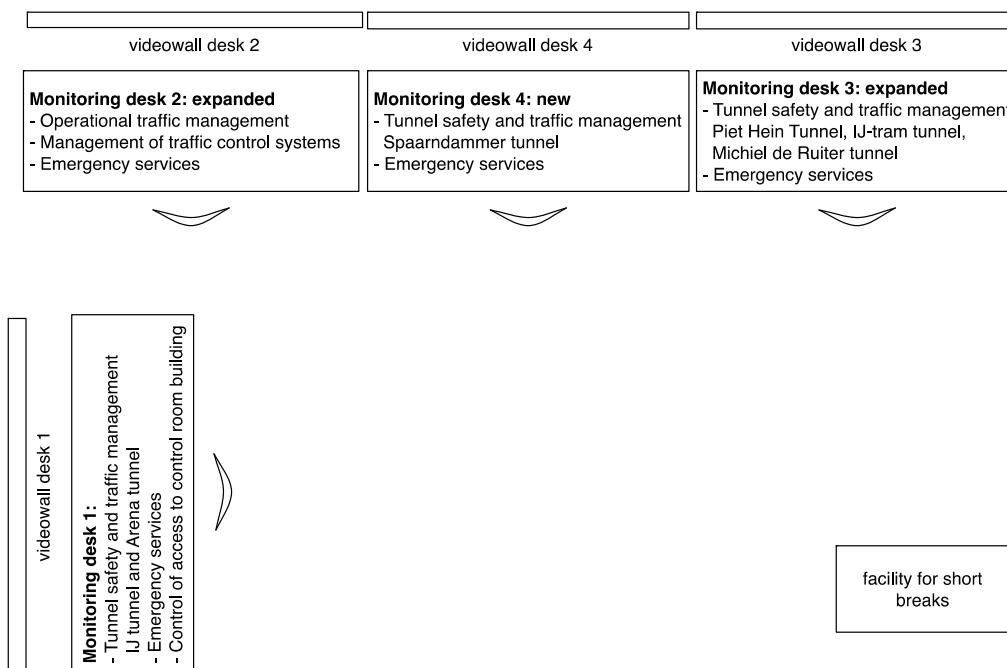 videowall desk 2
videowall desk 4
videowall desk 3
Monitoring desk 2: expanded
- Operational traffic management
- Management of traffic control systems
- Emergency services
Monitoring desk 4: new
- Tunnel safety and traffic management
Spaarndammer tunnel
- Emergency services
Monitoring desk 3: expanded
- Tunnel safety and traffic management
Piet Hein Tunnel, IJ-tram tunnel,
Michiel de Ruiter tunnel
- Emergency services
videowall desk 1
Monitoring desk 1:
- Tunnel safety and traffic management
IJ tunnel and Arena tunnel
- Emergency services
- Control of access to control room building
facility for short
breaks